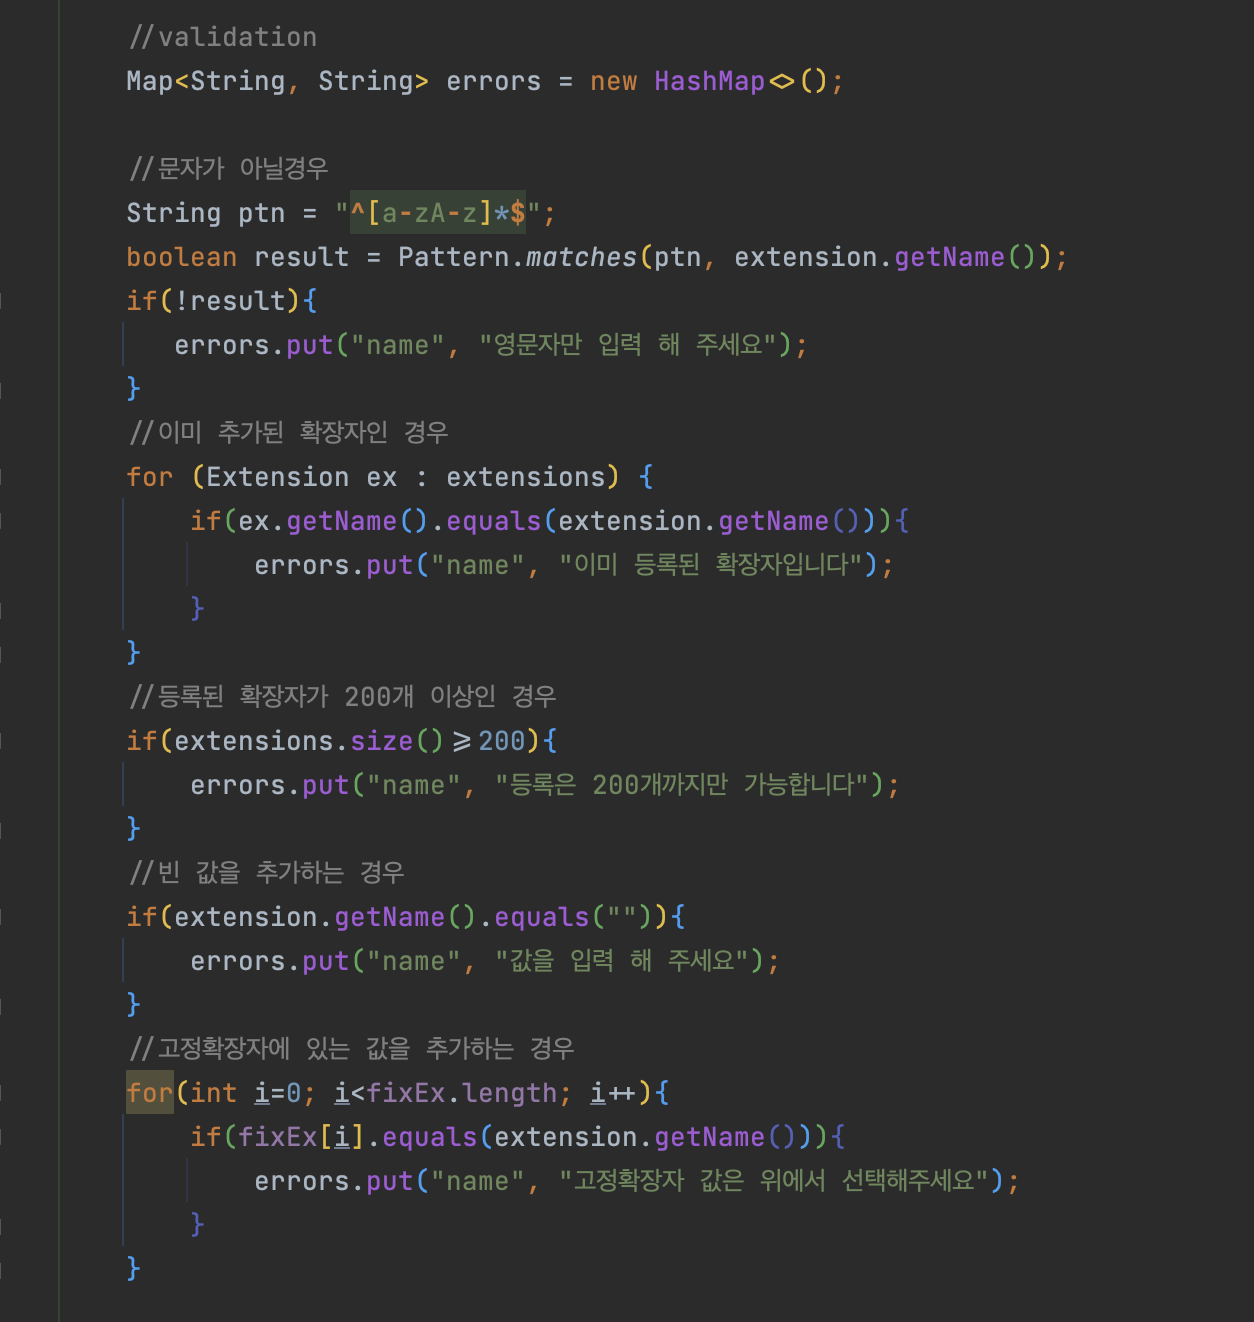 //validation
Map<String, String> errors = new HashMap<>();
//문자가 아닐경우
String ptn = "^[a-zA-z]*$";
boolean result = Pattern.matches(ptn, extension.getName());
if(!result){
errors.put("name", "영문자만 입력 해 주세요");
}
//이미 추가된 확장자인 경우
for (Extension ex : extensions) {
if(ex.getName().equals(extension.getName())){
errors.put("name", "이미 등록된 확장자입니다");
}
}
//등록된 확장자가 200개 이상인 경우
if(extensions.size()>=200){
errors.put("name", "등록은 200개까지만 가능합니다");
}
//빈 값을 추가하는 경우
if(extension.getName().equals("")){
errors.put("name", "값을 입력 해 주세요");
}
//고정확장자에 있는 값을 추가하는 경우
for(int i=0; i<fixEx.length; i++){
if(fixEx[i].equals(extension.getName())){
errors.put("name", "고정확장자 값은 위에서 선택해주세요");
}
}